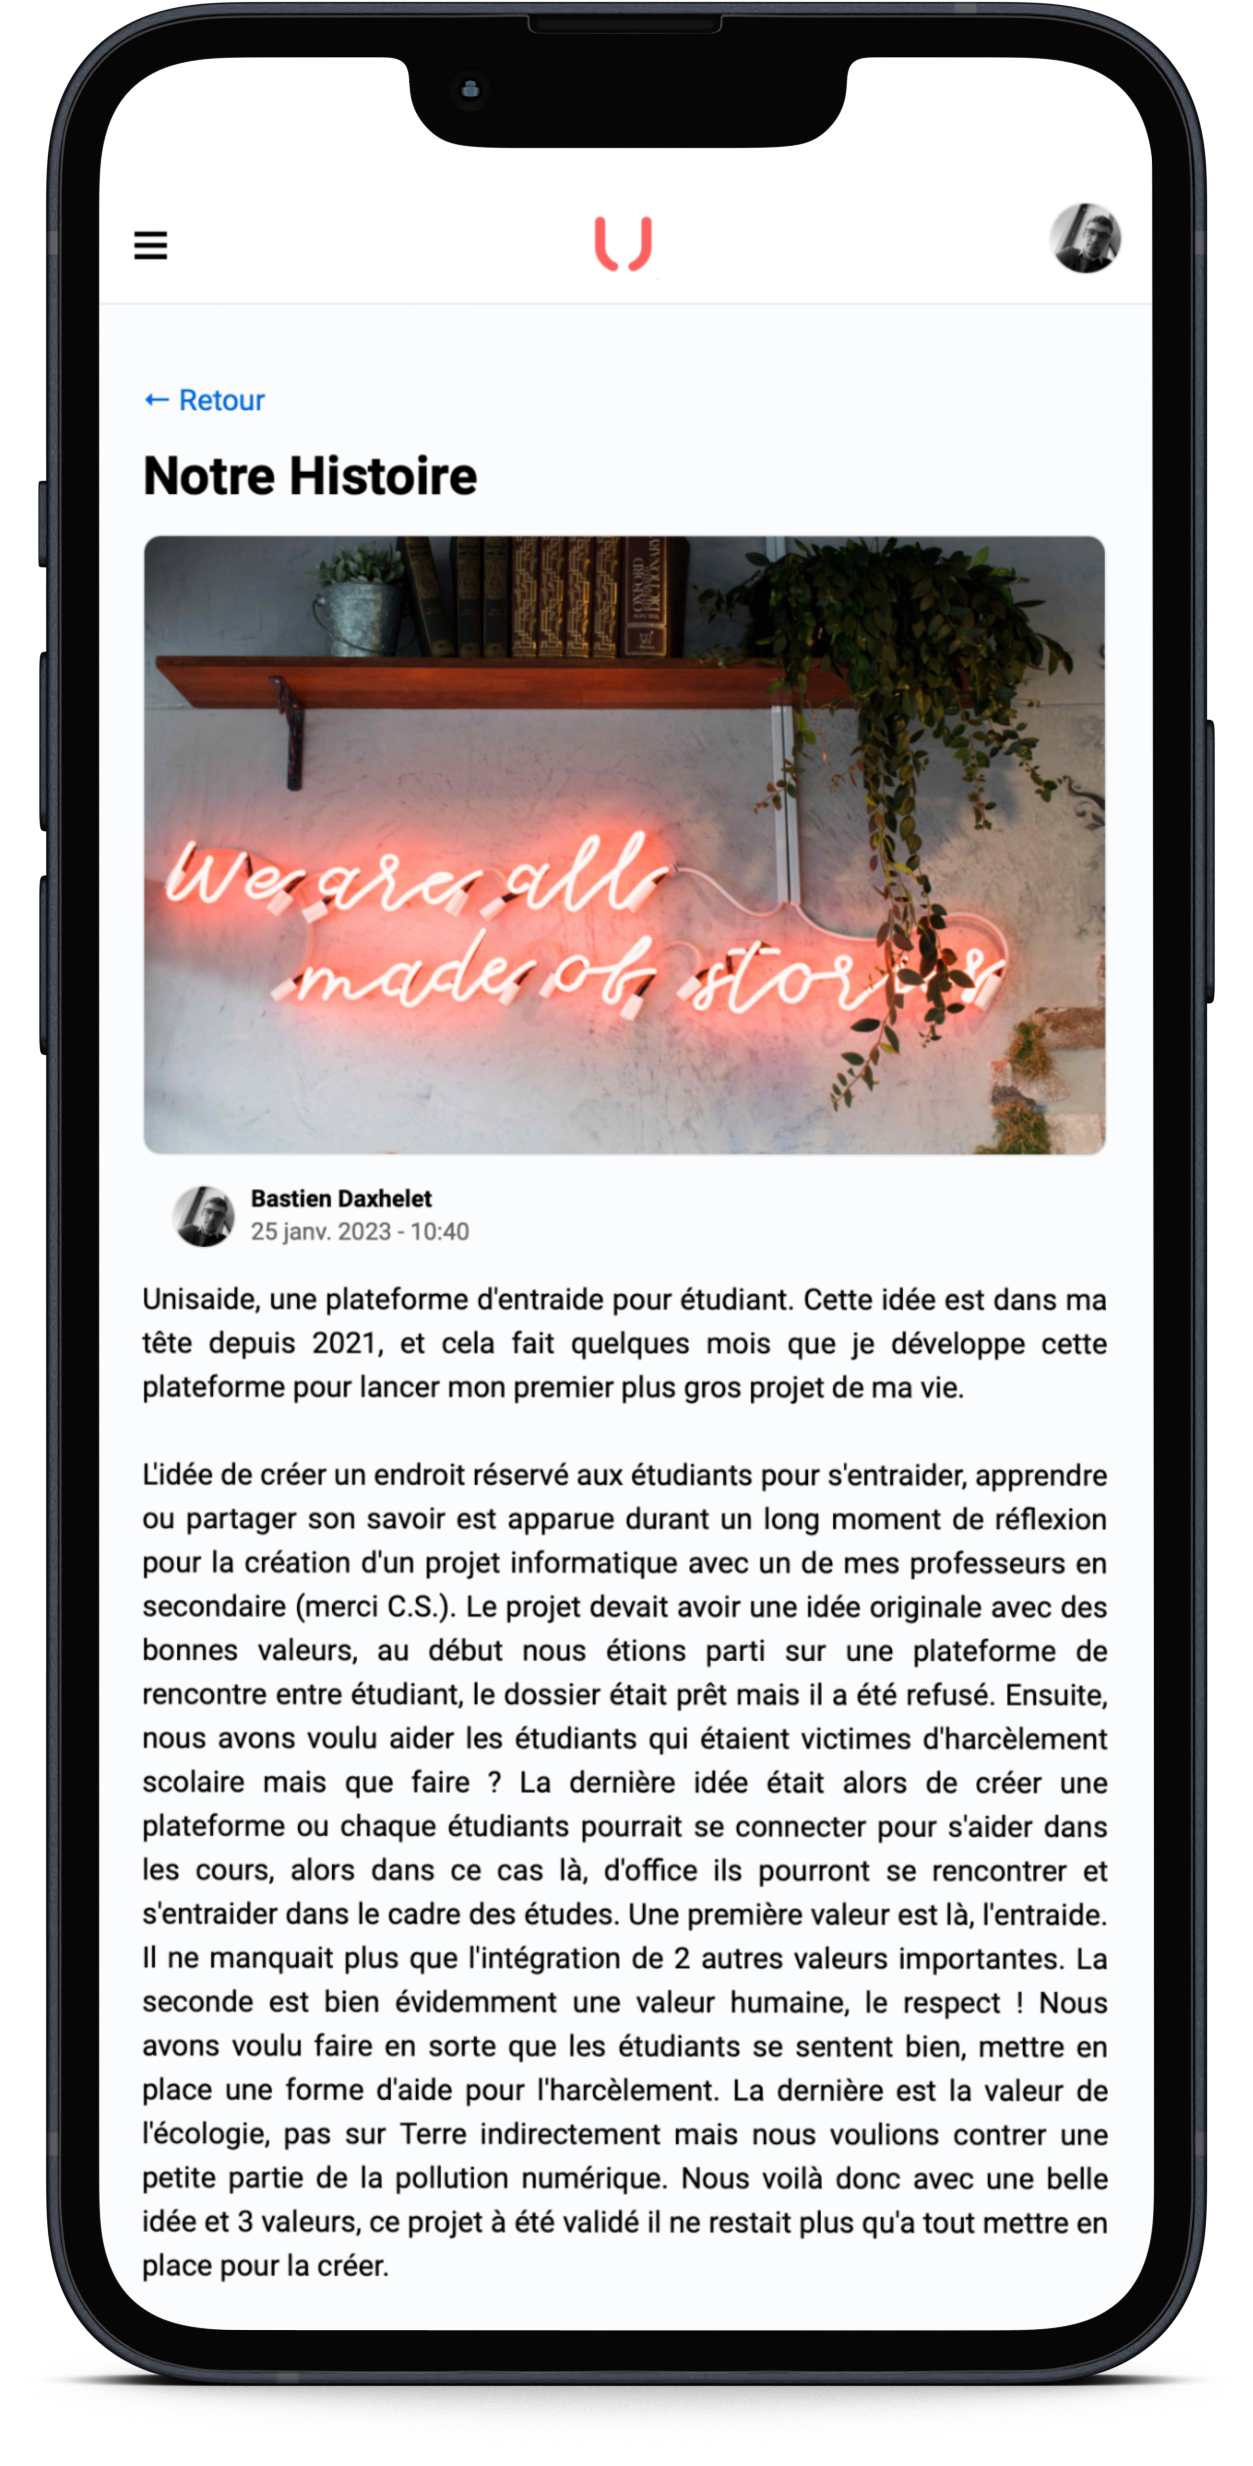 ← Retour
Notre Histoire
OXFORD
DICTIONARY
We are all
made of stories
Bastien Daxhelet
25 janv. 2023 - 10:40
Unisaide, une plateforme d'entraide pour étudiant. Cette idée est dans ma
tête depuis 2021, et cela fait quelques mois que je développe cette
plateforme pour lancer mon premier plus gros projet de ma vie.
L'idée de créer un endroit réservé aux étudiants pour s'entraider, apprendre
ou partager son savoir est apparue durant un long moment de réflexion
pour la création d'un projet informatique avec un de mes professeurs en
secondaire (merci C.S.). Le projet devait avoir une idée originale avec des
bonnes valeurs, au début nous étions parti sur une plateforme de
rencontre entre étudiant, le dossier était prêt mais il a été refusé. Ensuite,
nous avons voulu aider les étudiants qui étaient victimes d'harcèlement
scolaire mais que faire ? La dernière idée était alors de créer une
plateforme ou chaque étudiants pourrait se connecter pour s'aider dans
les cours, alors dans ce cas là, d'office ils pourront se rencontrer et
s'entraider dans le cadre des études. Une première valeur est là, l'entraide.
Il ne manquait plus que l'intégration de 2 autres valeurs importantes. La
seconde est bien évidemment une valeur humaine, le respect ! Nous
avons voulu faire en sorte que les étudiants se sentent bien, mettre en
place une forme d'aide pour l'harcèlement. La dernière est la valeur de
l'écologie, pas sur Terre indirectement mais nous voulions contrer une
petite partie de la pollution numérique. Nous voilà donc avec une belle
idée et 3 valeurs, ce projet à été validé il ne restait plus qu'a tout mettre en
place pour la créer.